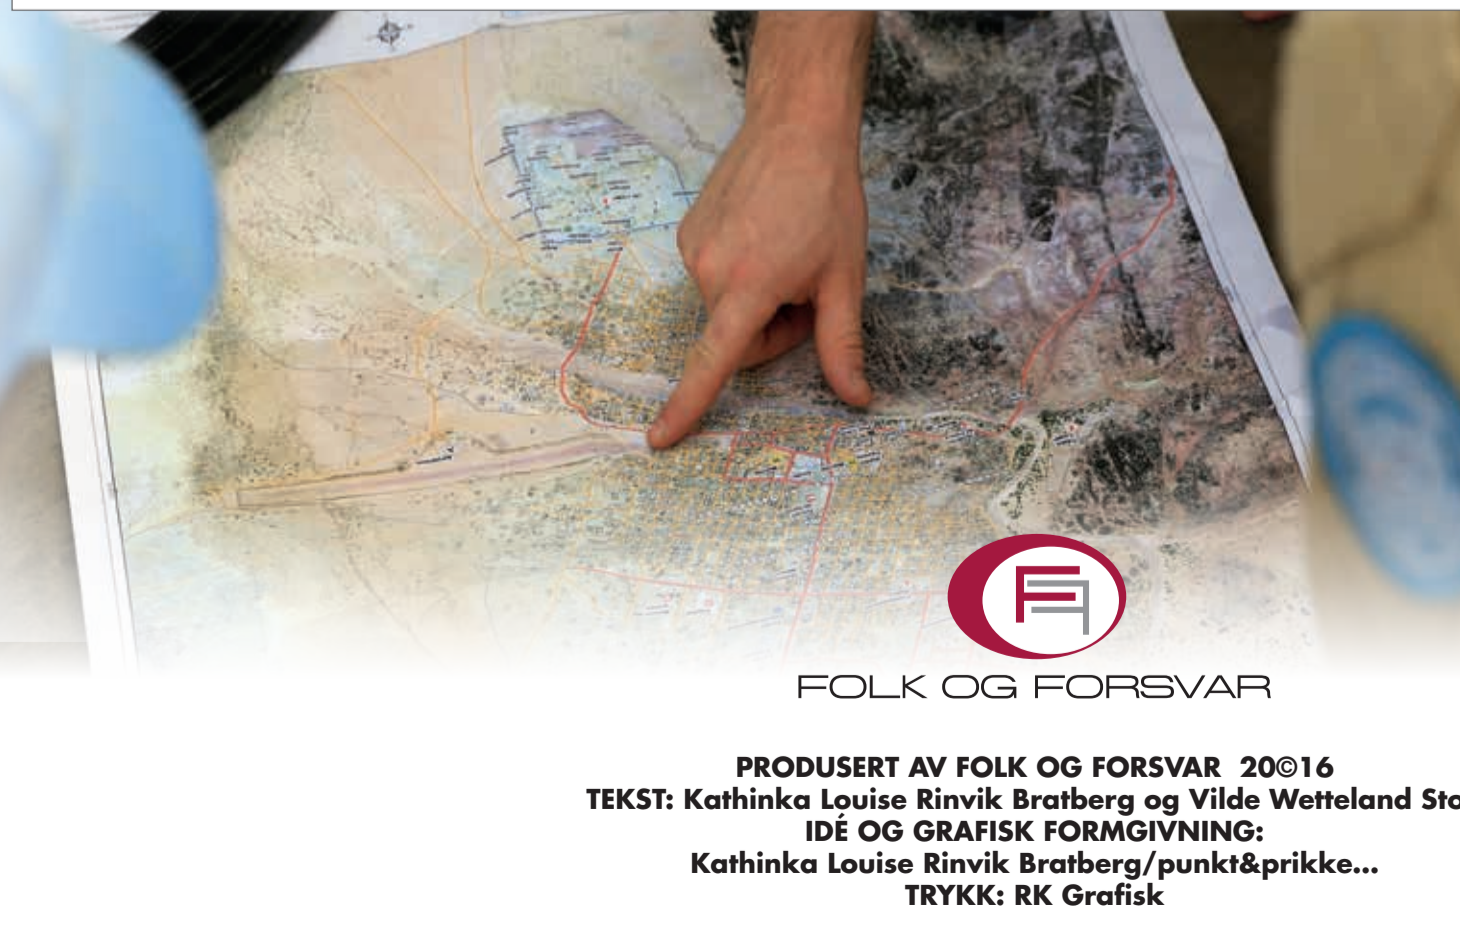 FOLK OG FORSVAR
PRODUSERT AV FOLK OG FORSVAR 20©16
TEKST: Kathinka Louise Rinvik Bratberg og Vilde Wetteland
IDÉ OG GRAFISK FORMGIVNING:
Kathinka Louise Rinvik Bratberg/punkt&prikke...
TRYKK: RK Grafisk